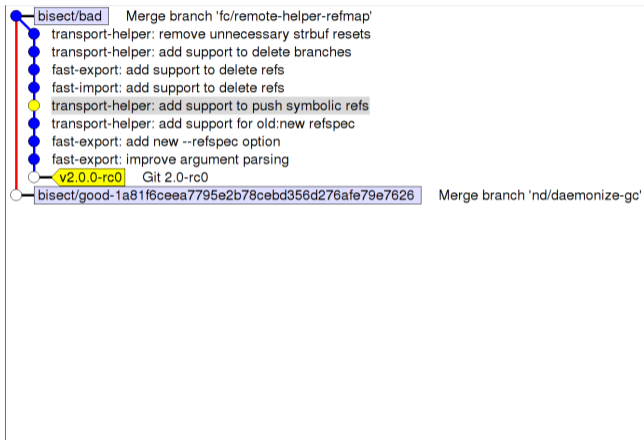 bisect/bad Merge branch 'fc/remote-helper-refmap'
transport-helper: remove unnecessary strbuf resets
transport-helper: add support to delete branches
fast-export: add support to delete refs
fast-import: add support to delete refs
transport-helper: add support to push symbolic refs
transport-helper: add support for old:new refspec
fast-export: add new --refspec option
fast-export: improve argument parsing
v2.0.0-rc0 Git 2.0-rc0
bisect/good-1a81f6ceea7795e2b78cebd356d276afe79e7626 Merge branch 'nd/daemonize-gc'